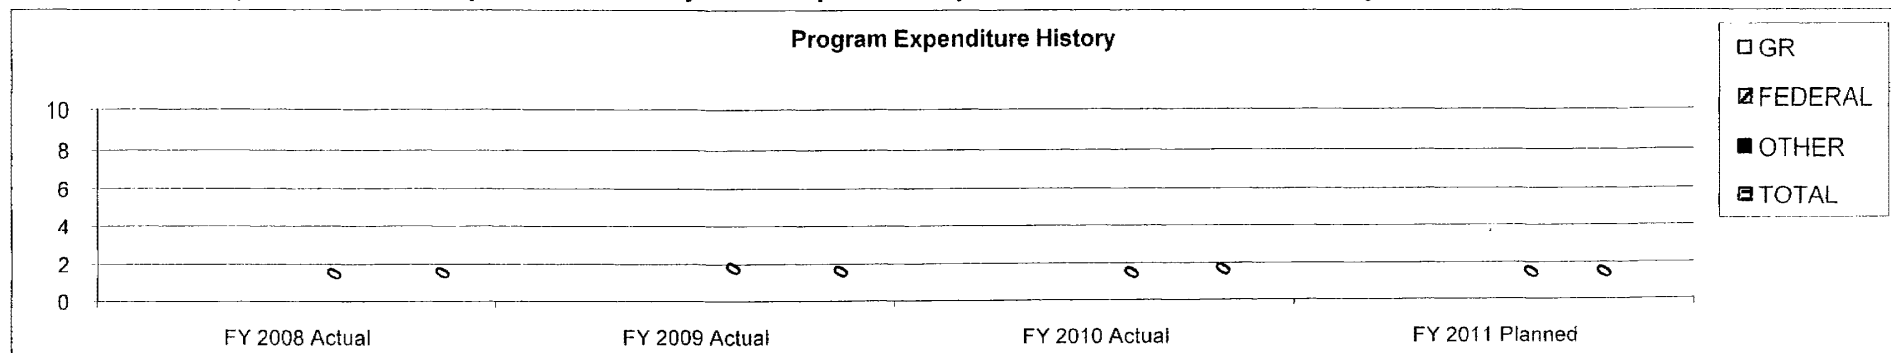 Program Expenditure History
GR
FEDERAL
OTHER
TOTAL
10
8
6
4
2
0
0 0 0 0 0 0 0 0
FY 2008 Actual FY 2009 Actual FY 2010 Actual FY 2011 Planned